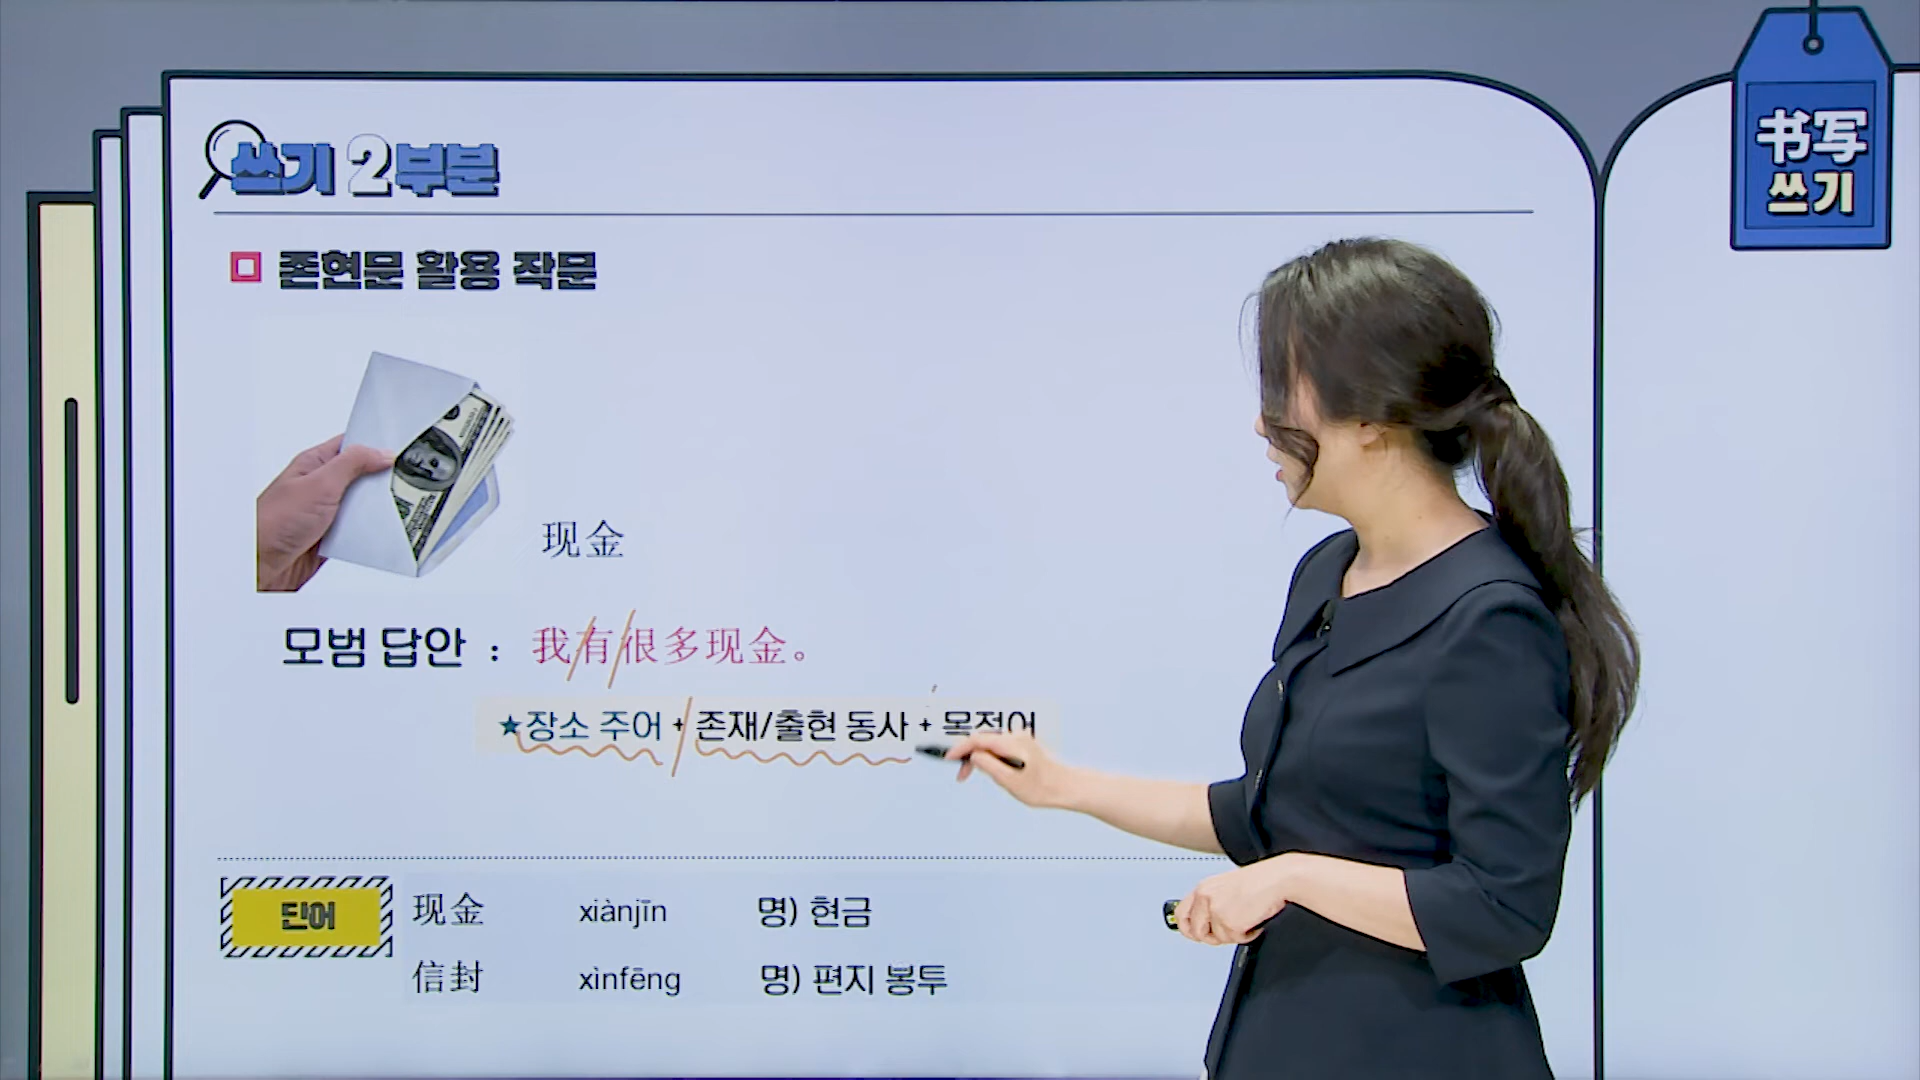 书写
쓰기
쓰기 2부분
존현문 활용 작문
现金
모범 답안 : 我有很多现金。
★장소 주어 + 존재/출현 동사 + 목적어
단어
现金 xiànjīn 명) 현금
信封 xìnfēng 명) 편지 봉투